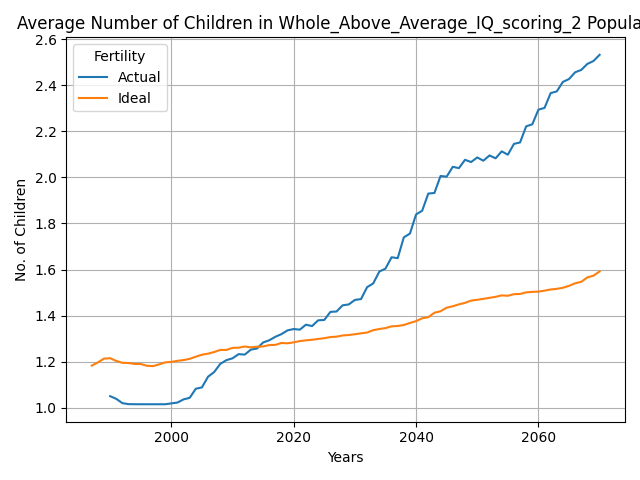 Average Number of Children in Whole_Above_Average_IQ_scoring_2 Popula
Fertility
Actual
Ideal
2.6
2.4
2.2
2.0
1.8
1.6
1.4
1.2
1.0
No. of Children
2000
2020
2040
2060
Years